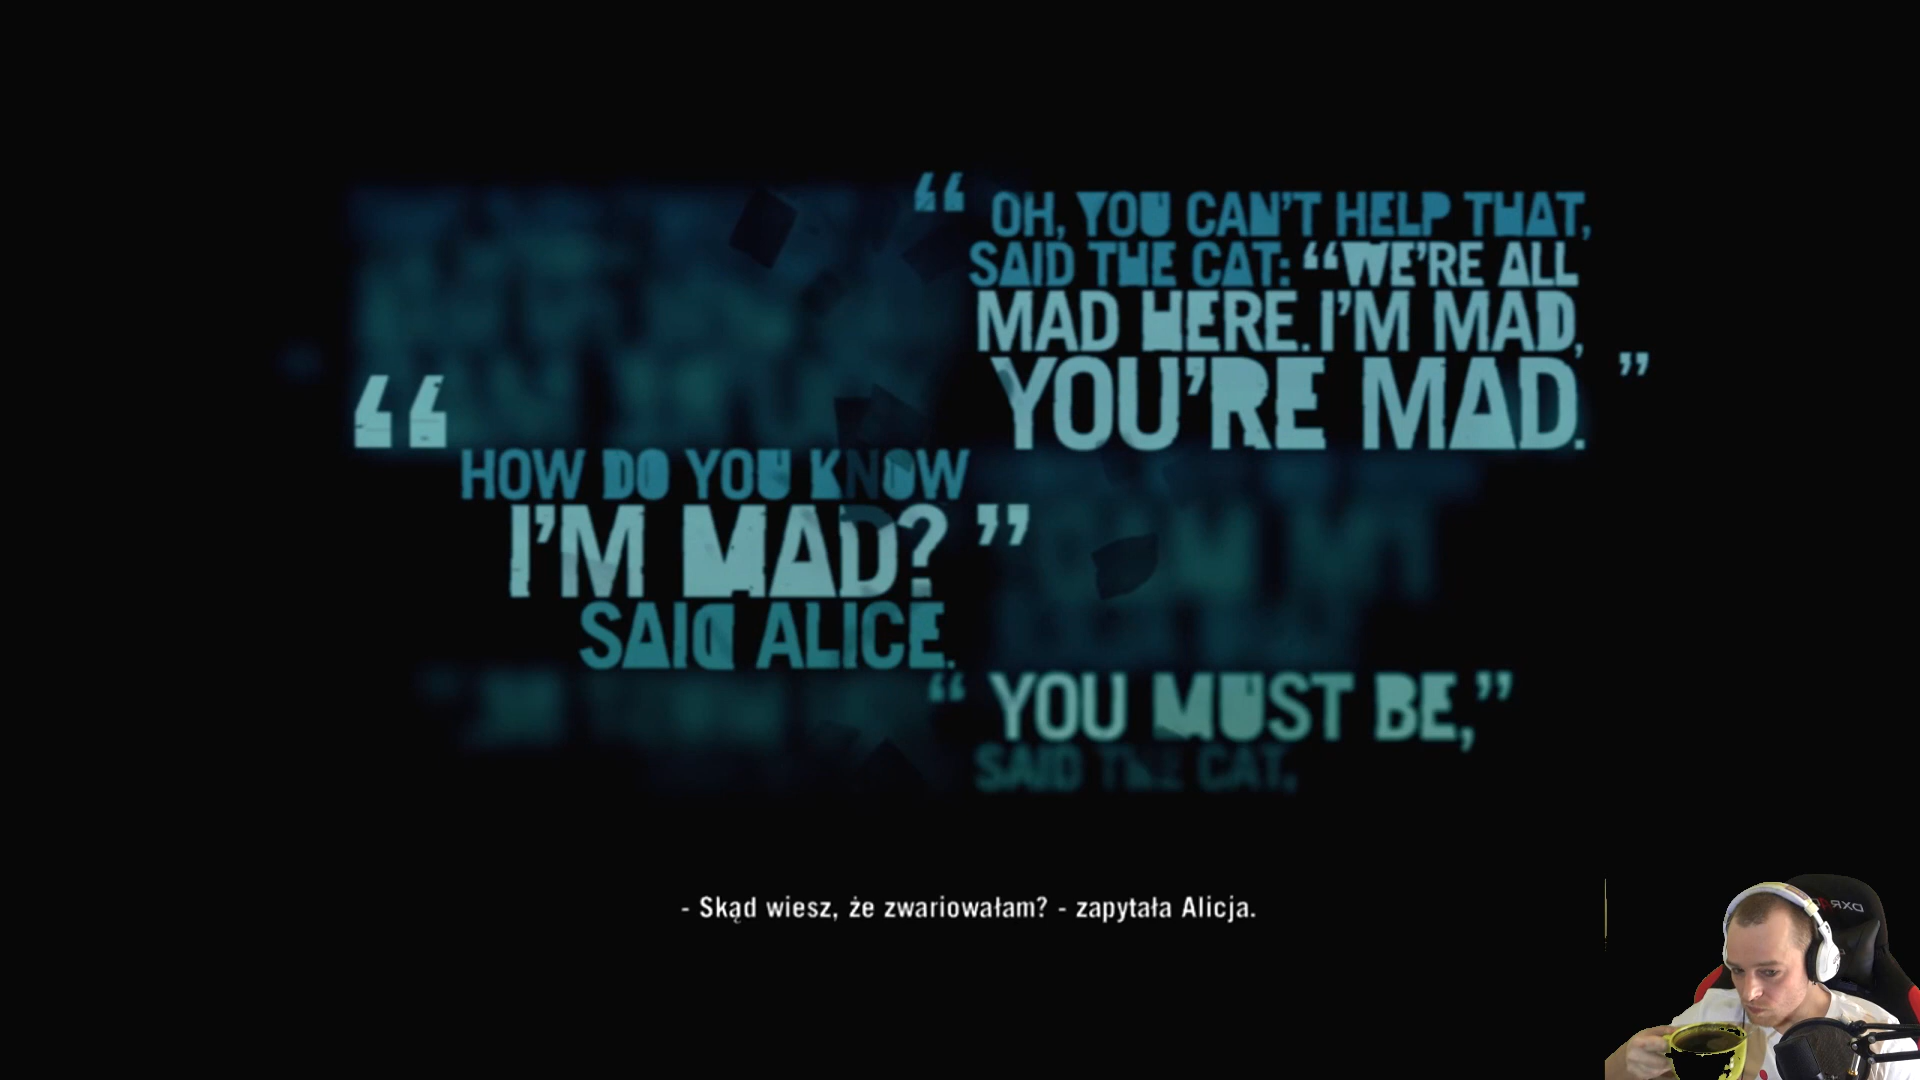 “ OH, YOU CAN'T HELP THAT,
SAID THE CAT: “WE'RE ALL
MAD HERE. I'M MAD,
YOU'RE MAD. ”
“ HOW DO YOU KNOW
I'M MAD? ”
SAID ALICE.
“ YOU MUST BE,”
SAID THE CAT,
- Skąd wiesz, że zwariowałam? - zapytała Alicja.